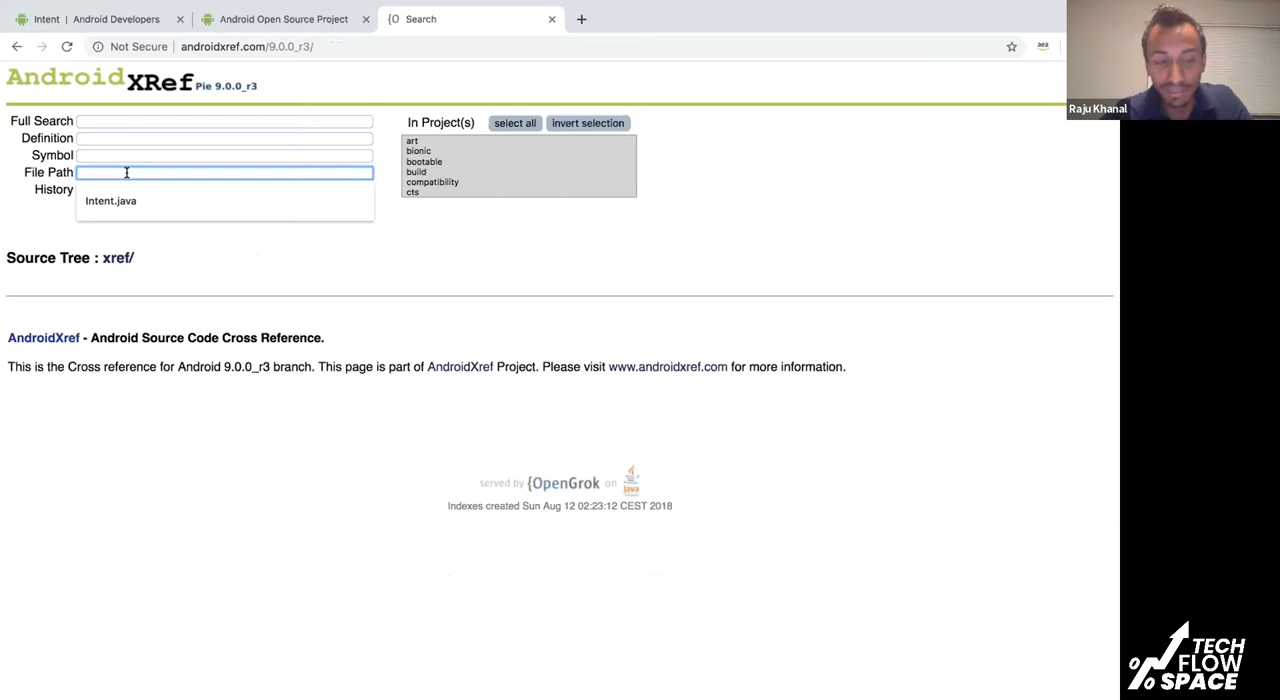 Intent | Android Developers
Android Open Source Project
{O Search
Not Secure | androidxref.com/9.0.0_r3/
aea
AndroidXRef Pie 9.0.0_r3
Raju Khanal
Full Search
Definition
Symbol
File Path
History
Intent.java
In Project(s) select all invert selection
art
bionic
bootable
build
compatibility
cts
Source Tree : xref/
AndroidXref - Android Source Code Cross Reference.
This is the Cross reference for Android 9.0.0_r3 branch. This page is part of AndroidXref Project. Please visit www.androidxref.com for more information.
served by {OpenGrok on Java
Indexes created Sun Aug 12 02:23:12 CEST 2018
TECH
FLOW
SPACE